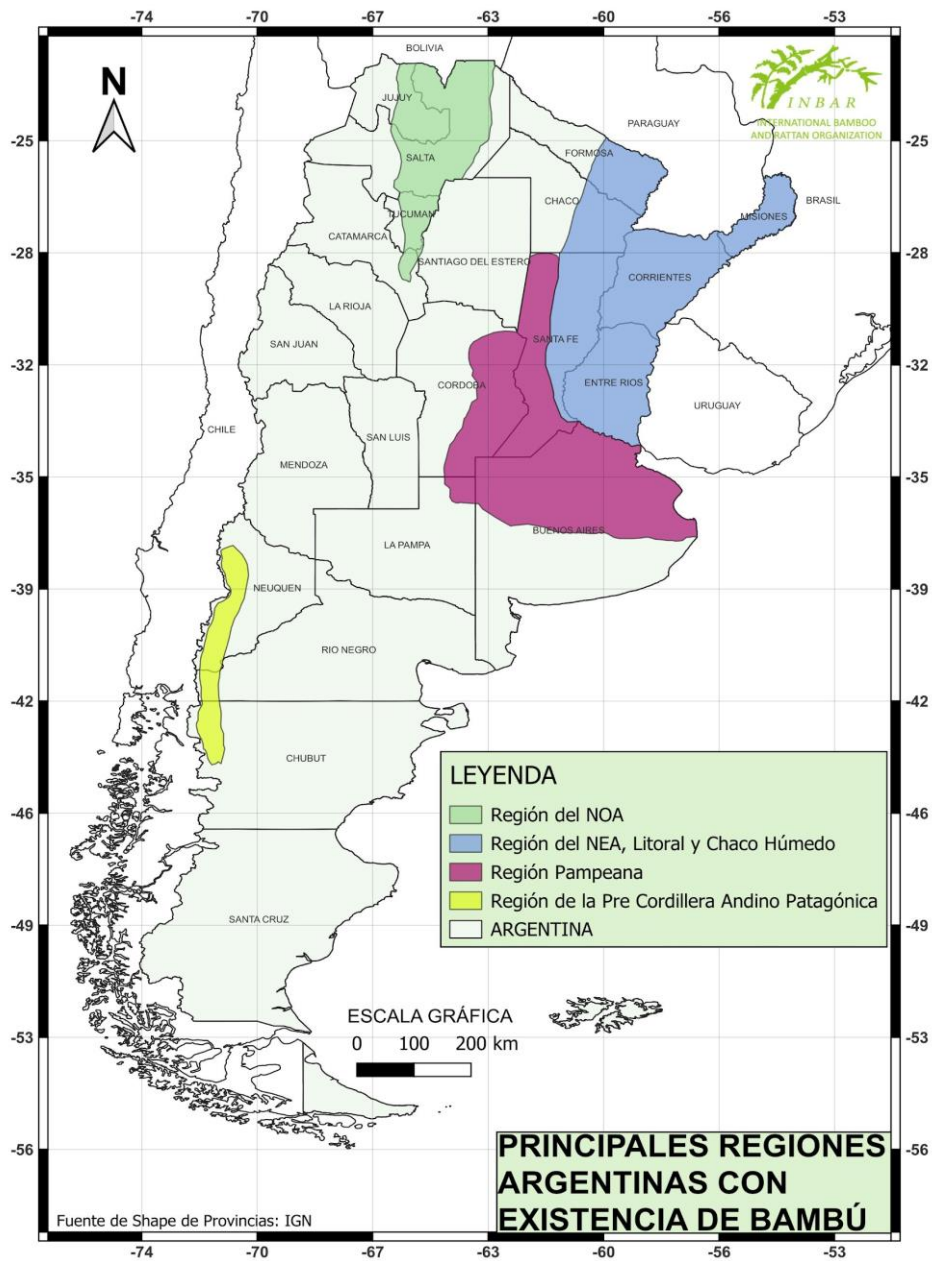 -74 -70 -67 -63 -60 -56 -53
BOLIVIA
N
INBAR
INTERNATIONAL BAMBOO
AND RATTAN ORGANIZATION
JUJUY
PARAGUAY
-25 -25
FORMOSA
SALTA
CHACO
BRASIL
TUCUMAN
MISIONES
CATAMARCA
-28 -28
SANTIAGO DEL ESTERO
CORRIENTES
LA RIOJA
SAN JUAN
SANTA FE
-32 -32
CORDOBA
ENTRE RIOS
URUGUAY
CHILE
SAN LUIS
MENDOZA
-35 -35
BUENOS AIRES
LA PAMPA
-39 -39
NEUQUEN
RIO NEGRO
-42 -42
CHUBUT
LEYENDA
Región del NOA
Región del NEA, Litoral y Chaco Húmedo
Región Pampeana
Región de la Pre Cordillera Andino Patagónica
ARGENTINA
-46 -46
SANTA CRUZ
-49 -49
ESCALA GRÁFICA
0 100 200 km
-53 -53
-56 -56
PRINCIPALES REGIONES
ARGENTINAS CON
EXISTENCIA DE BAMBÚ
Fuente de Shape de Provincias: IGN
-74 -70 -67 -63 -60 -56 -53